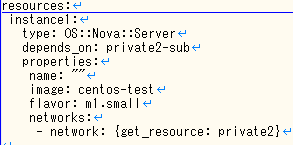 resources:
  instance1:
    type: OS::Nova::Server
    depends_on: private2-sub
    properties:
      name: ""
      image: centos-test
      flavor: m1.small
      networks:
       - network: {get_resource: private2}